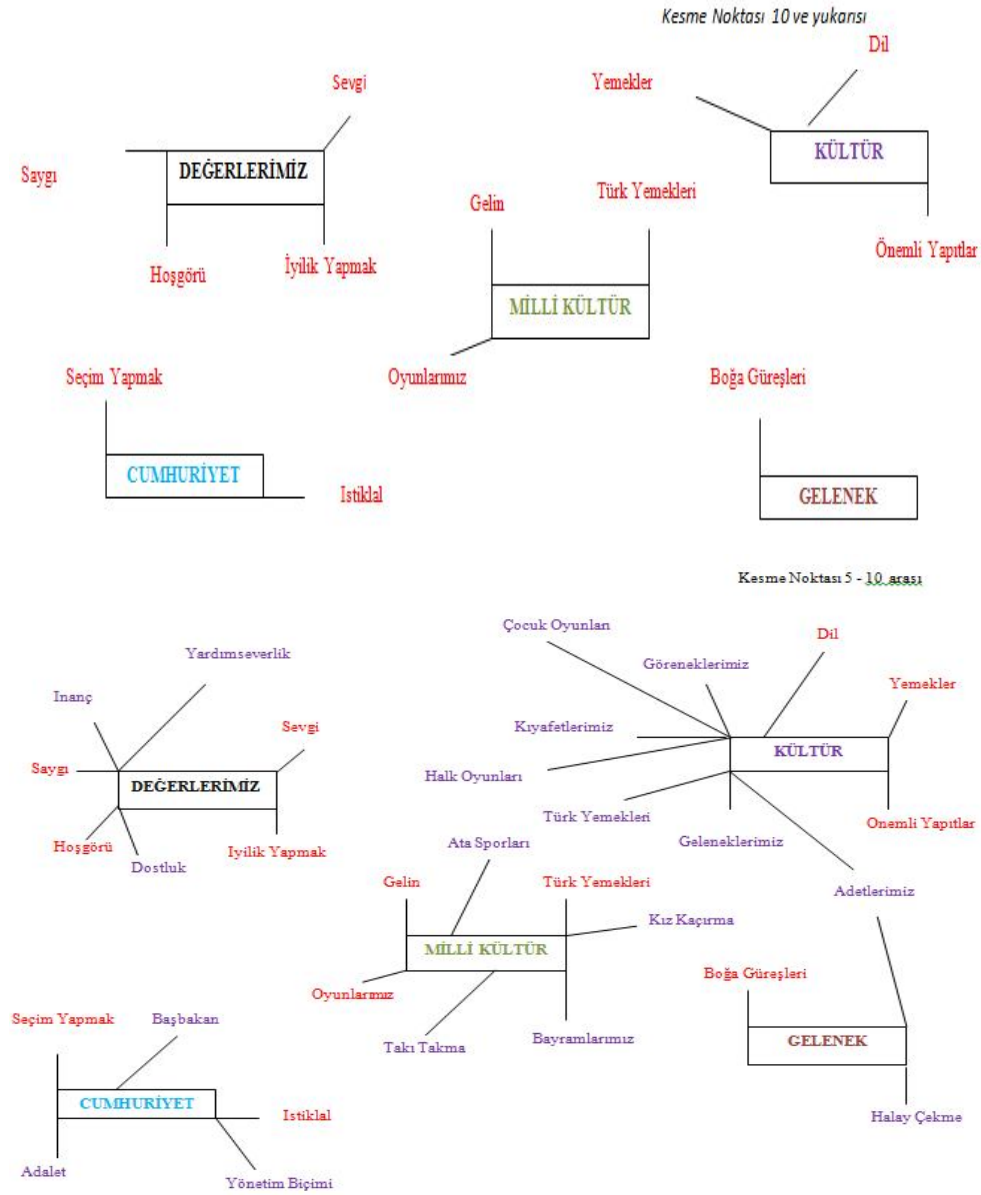 Kesme Noktası 10 ve yukarısı
Dil
Sevgi
Yemekler
KÜLTÜR
DEĞERLERİMİZ
Saygı
Türk Yemekleri
Gelin
Önemli Yapıtlar
Hoşgörü
İyilik Yapmak
MİLLİ KÜLTÜR
Seçim Yapmak
Oyunlarımız
Boğa Güreşleri
CUMHURİYET
Istiklal
GELENEK
Kesme Noktası 5 - 10 arası
Çocuk Oyunları
Dil
Yardımseverlik
Göreneklerimiz
Inanç
Yemekler
Kıyafetlerimiz
Sevgi
KÜLTÜR
Saygı
Halk Oyunları
DEĞERLERİMİZ
Türk Yemekleri
Onemli Yapıtlar
Hoşgörü
Iyilik Yapmak
Geleneklerimiz
Dostluk
Ata Sporları
Gelin
Türk Yemekleri
Adetlerimiz
Kız Kaçırma
MİLLİ KÜLTÜR
Boğa Güreşleri
Oyunlarımız
Seçim Yapmak
Başbakan
Takı Takma
Bayramlarımız
GELENEK
CUMHURİYET
Istiklal
Halay Çekme
Adalet
Yönetim Biçimi